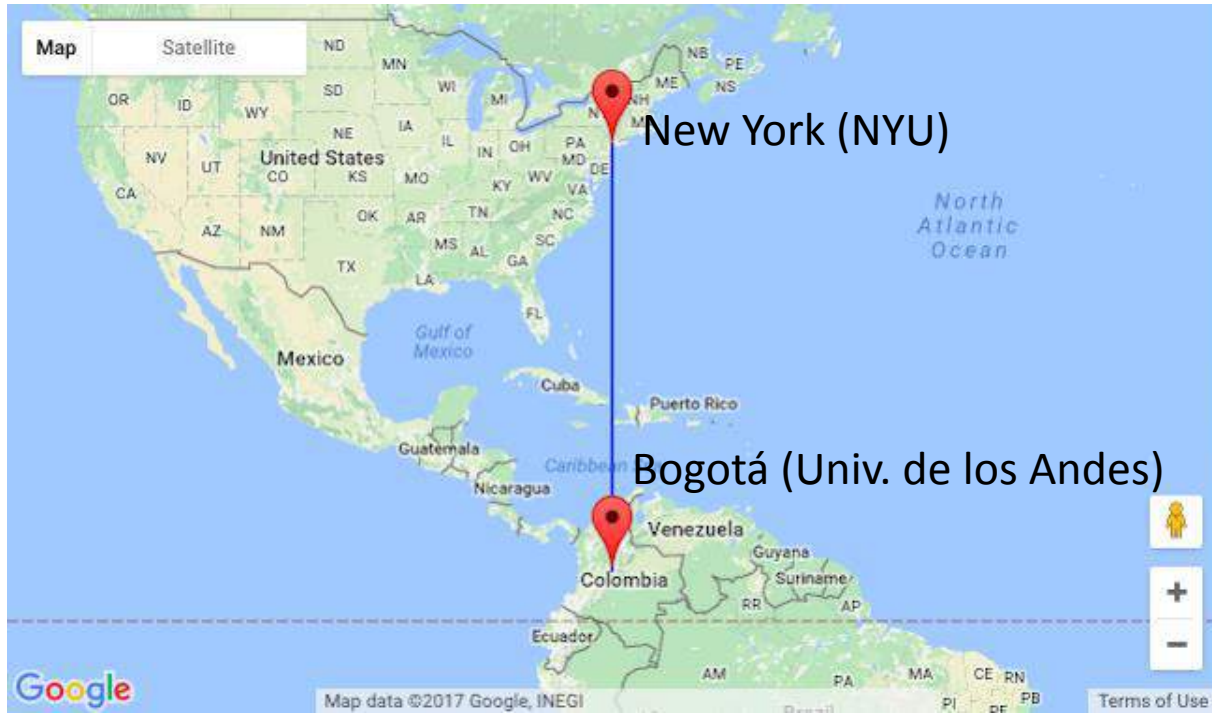 Map
Satellite
ND
MN
NB
PE
OR
ID
SD
WI
MI
ME
NS
WY
NH
N
M
New York (NYU)
NE
IA
IL
IN
OH
PA
MD
DE
NV
UT
United States
CO
KS
MO
KY
WV
VA
CA
OK
AR
TN
NC
AZ
NM
MS
AL
SC
GA
TX
LA
North
Atlantic
Ocean
FL
Gulf of
Mexico
Mexico
Cuba
Puerto Rico
Guatemala
Caribbean
Bogotá (Univ. de los Andes)
Nicaragua
Venezuela
Guyana
Colombia
Suriname
RR
AP
+
Ecuador
−
AM
PA
MA
CE
RN
Google
Map data ©2017 Google, INEGI
Brazil
PI
PE
PB
Terms of Use